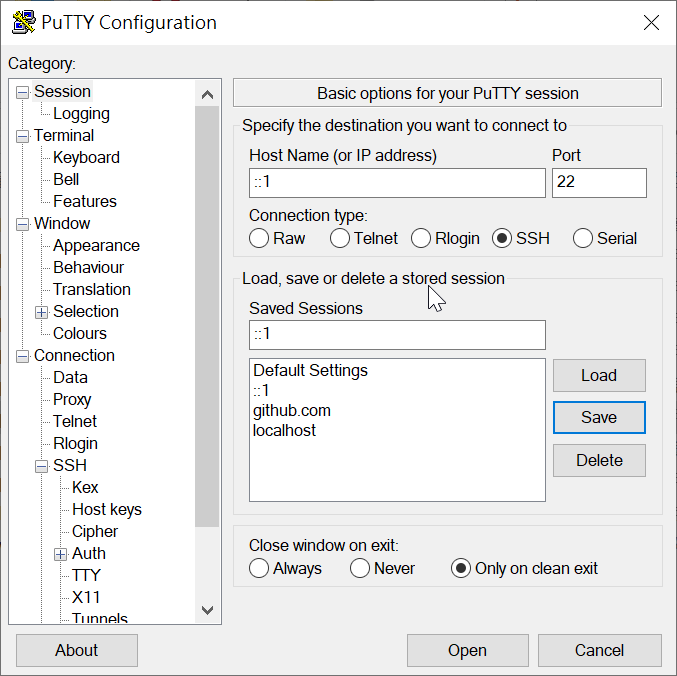 PuTTY Configuration
Category:
Session
Logging
Terminal
Keyboard
Bell
Features
Window
Appearance
Behaviour
Translation
Selection
Colours
Connection
Data
Proxy
Telnet
Rlogin
SSH
Kex
Host keys
Cipher
Auth
TTY
X11
Tunnels
Basic options for your PuTTY session
Specify the destination you want to connect to
Host Name (or IP address) Port
::1 22
Connection type:
Raw Telnet Rlogin SSH Serial
Load, save or delete a stored session
Saved Sessions
::1
Default Settings
::1
github.com
localhost
Load
Save
Delete
Close window on exit:
Always Never Only on clean exit
About Open Cancel